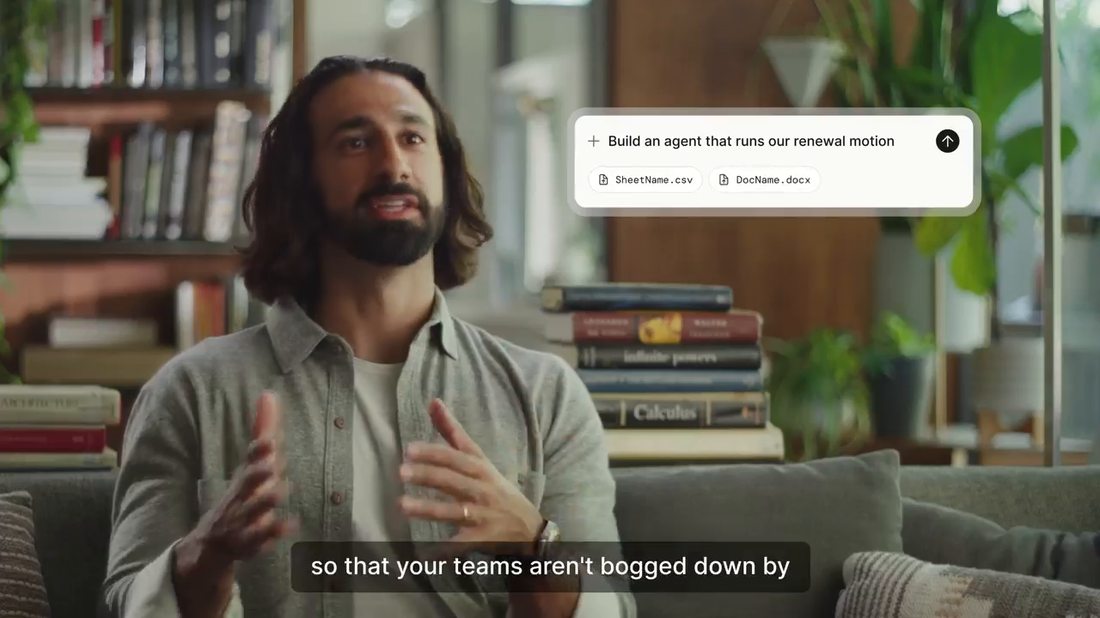 Build an agent that runs our renewal motion
SheetName.csv
DocName.docx
infinite powers
Calculus
so that your teams aren't bogged down by